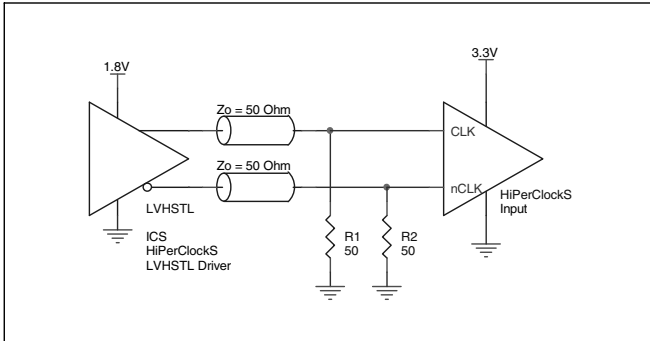 1.8V
3.3V
Zo = 50 Ohm
CLK
Zo = 50 Ohm
nCLK
HiPerClockS
Input
LVHSTL
ICS
HiPerClockS
LVHSTL Driver
R1
50
R2
50